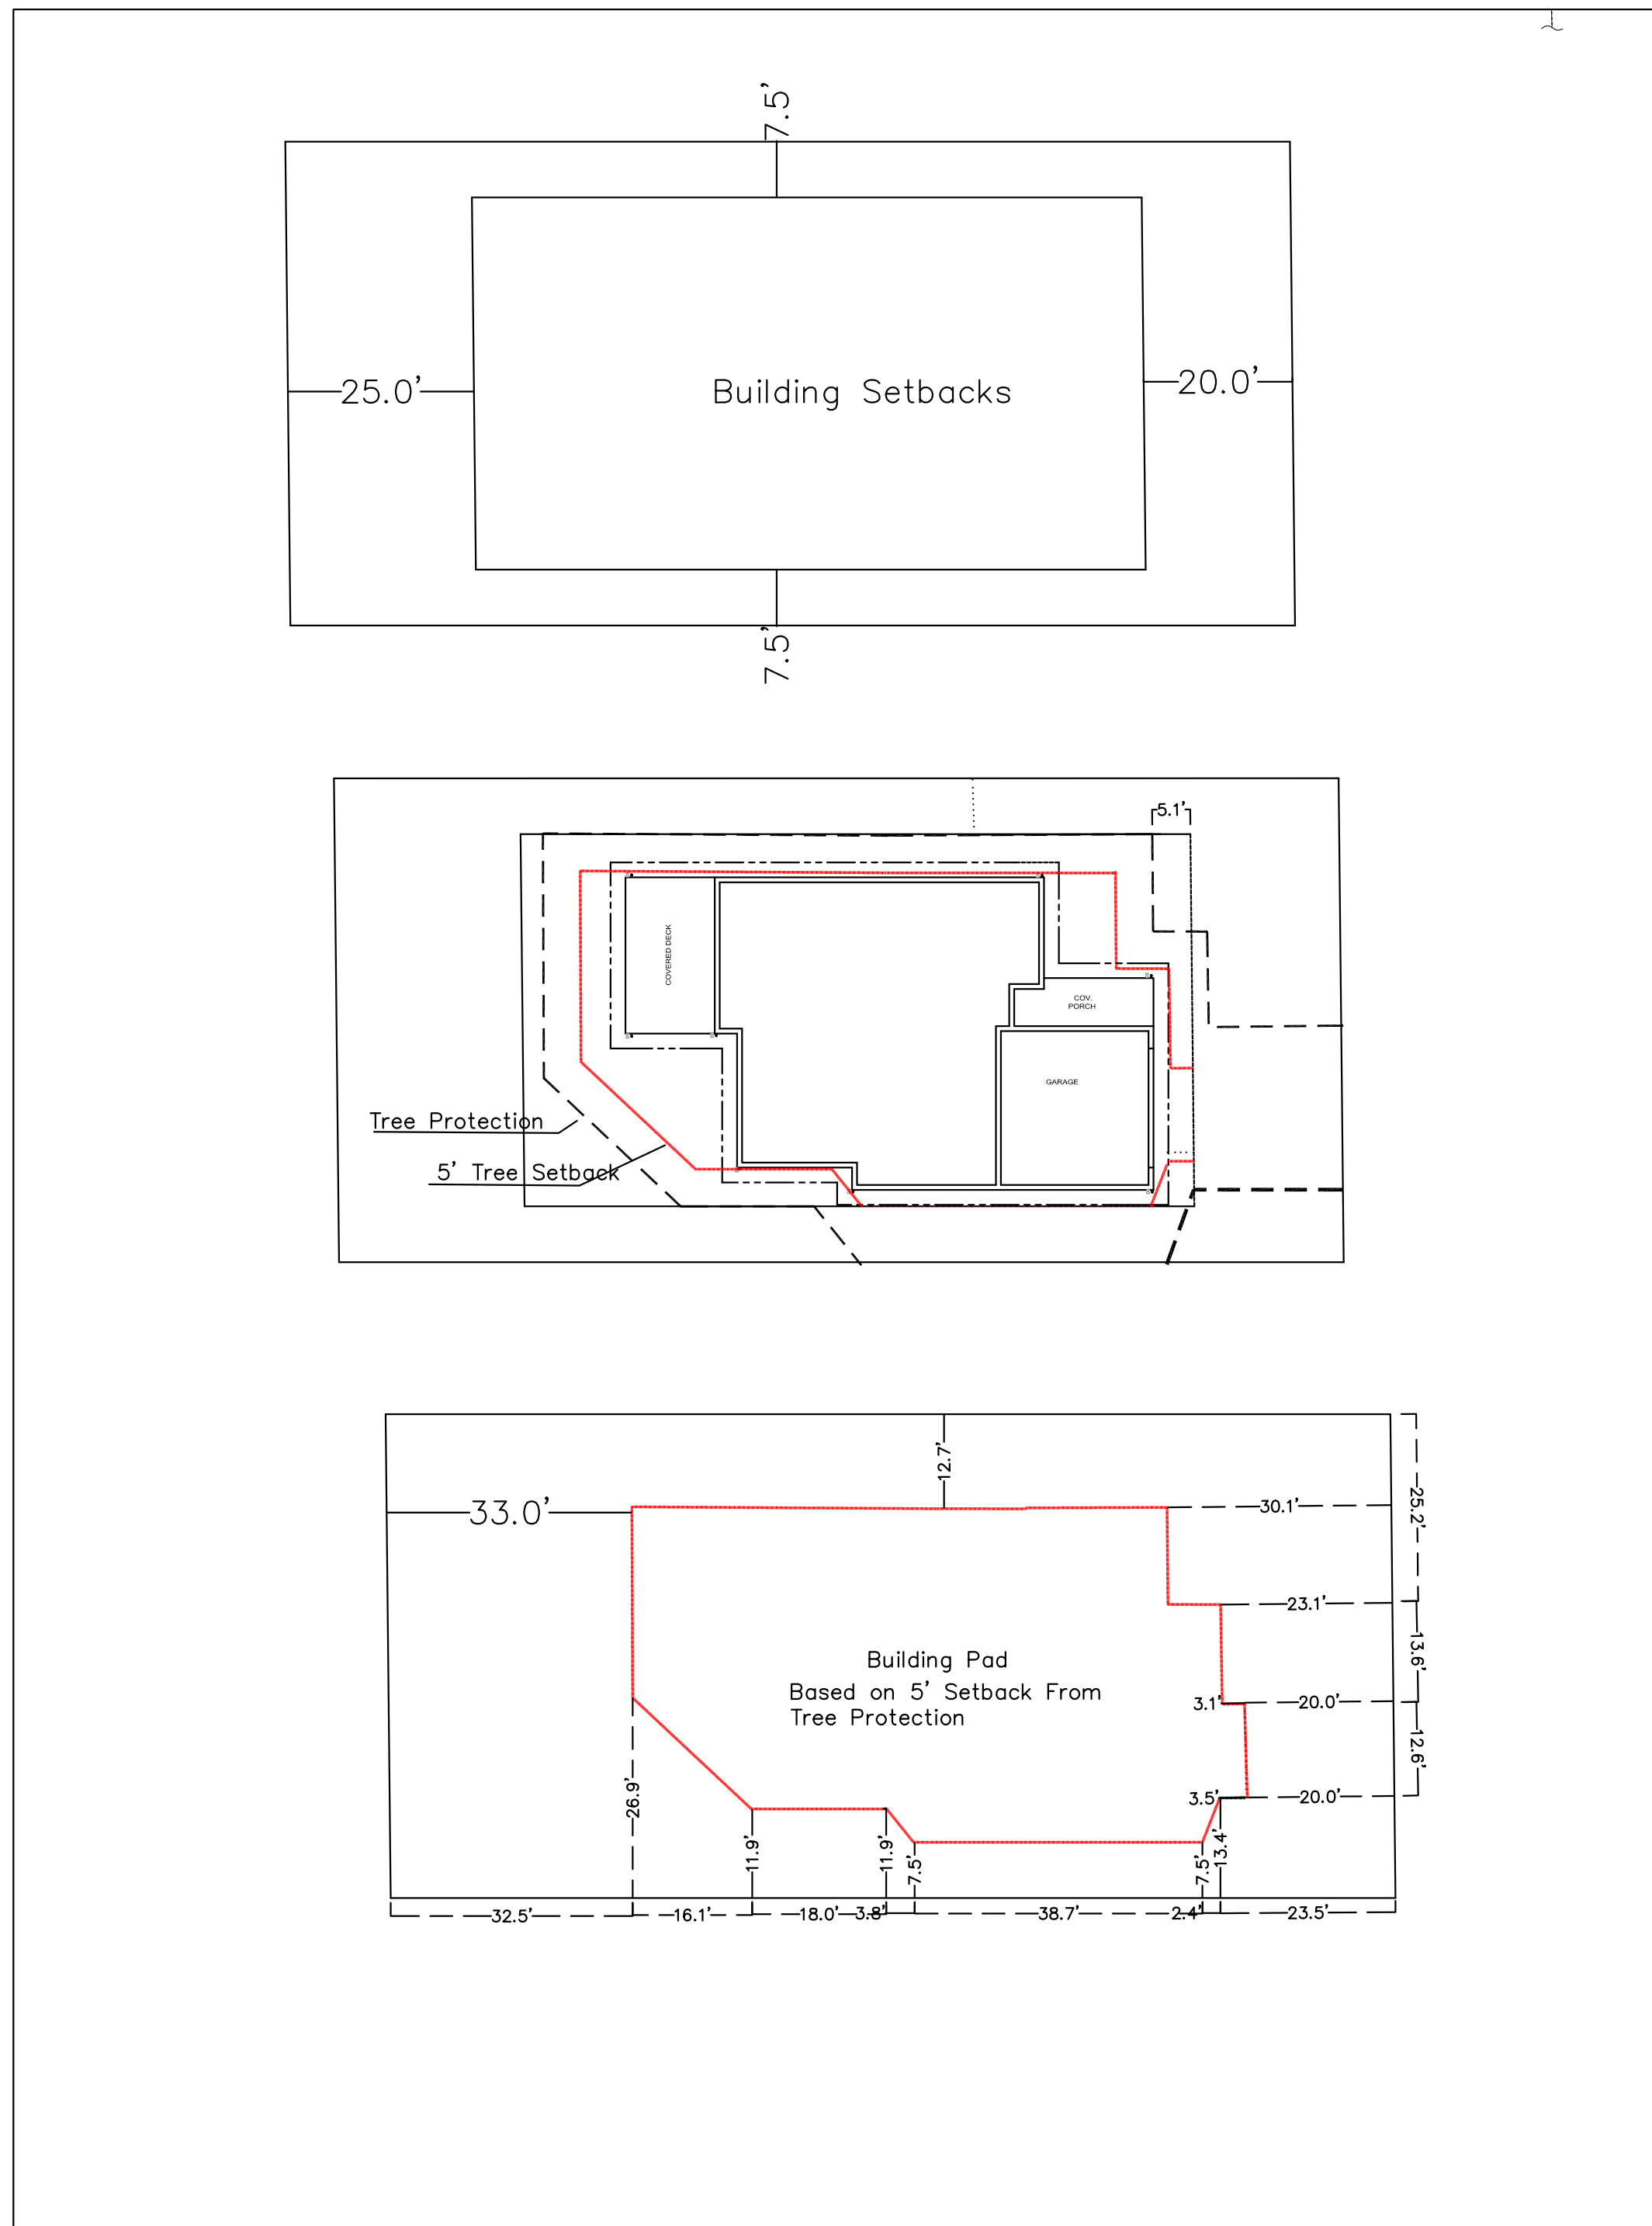 7.5'
25.0'
Building Setbacks
20.0'
7.5'
5.1'
COVERED DECK
COV.
PORCH
GARAGE
Tree Protection
5' Tree Setback
12.7'
33.0'
30.1'
25.2'
23.1'
13.6'
Building Pad
Based on 5' Setback From
Tree Protection
3.1'
20.0'
12.6'
26.9'
3.5'
20.0'
11.9'
11.9'
7.5'
7.5'
13.4'
32.5'
16.1'
18.0'
3.8'
38.7'
2.4'
23.5'